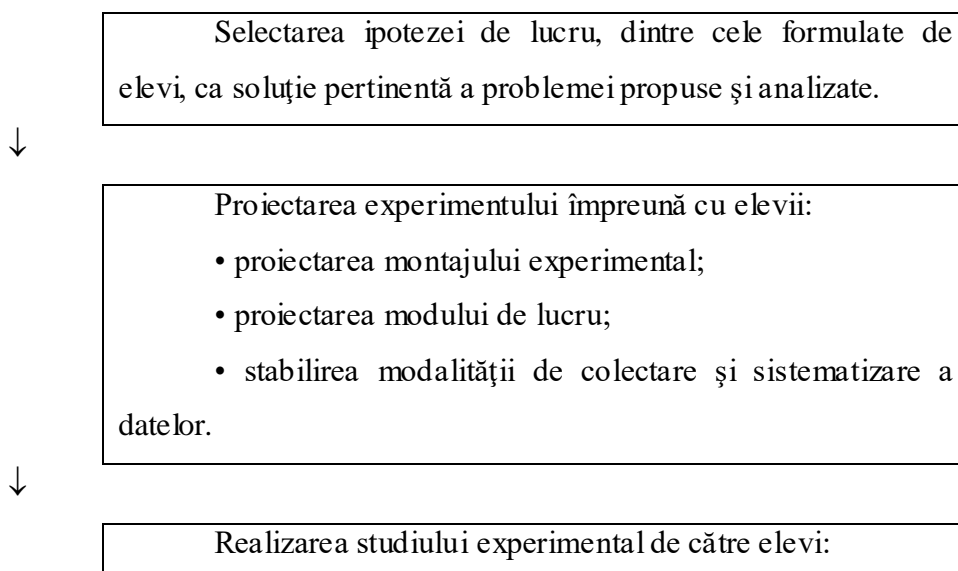 Selectarea ipotezei de lucru, dintre cele formulate de
elevi, ca soluţie pertinentă a problemei propuse şi analizate.
↓
Proiectarea experimentului împreună cu elevii:
• proiectarea montajului experimental;
• proiectarea modului de lucru;
• stabilirea modalităţii de colectare şi sistematizare a
datelor.
↓
Realizarea studiului experimental de către elevi: